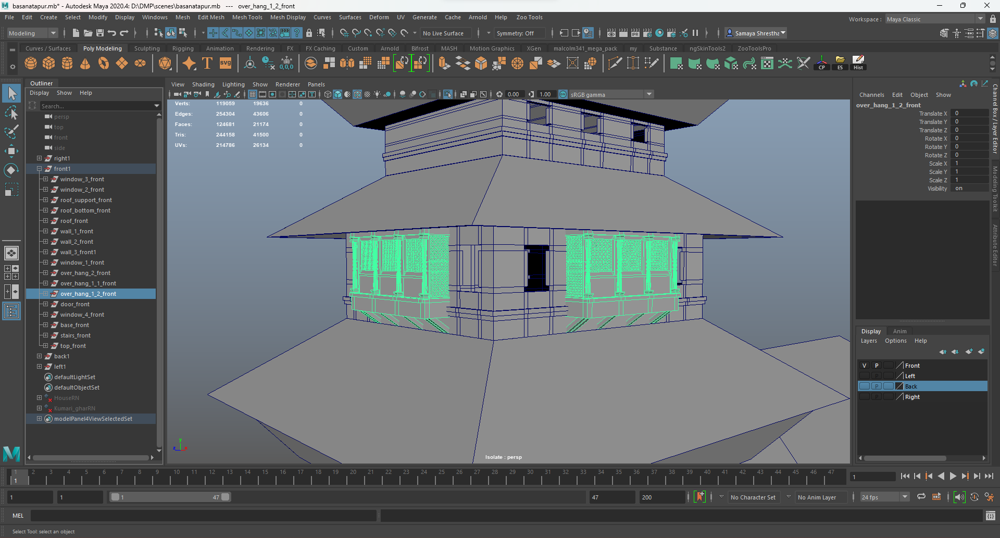 basanatapur.mb* - Autodesk Maya 2020.4: D:\DMP\scenes\basanatapur.mb   ---   over_hang_1_2_front
File Edit Create Select Modify Display Windows Mesh Edit Mesh Mesh Tools Mesh Display Curves Surfaces Deform UV Generate Cache Arnold Help Zoo Tools
Workspace : Maya Classic
Modeling No Live Surface Symmetry: Off IPR Samaya Shrestha
Curves / Surfaces Poly Modeling Sculpting Rigging Animation Rendering FX FX Caching Custom Arnold Bifrost MASH Motion Graphics XGen malcolm341_mega_pack my Substance ngSkinTools2 ZooToolsPro
T SVG 0,0,0 CP ES Hist
Outliner
Display Show Help
Search...
persp
top
front
side
right1
front1
window_3_front
window_2_front
roof_support_front
roof_bottom_front
roof_front
wall_1_front
wall_2_front
wall_3_front1
window_1_front
over_hang_2_front
over_hang_1_1_front
over_hang_1_2_front
door_front
window_4_front
base_front
stairs_front
top_front
back1
left1
defaultLightSet
defaultObjectSet
HouseRN
Kumari_gharRN
modelPanel4ViewSelectedSet
View Shading Lighting Show Renderer Panels
0.00 1.00 ON sRGB gamma
Verts: 119059 19636 0
Edges: 254304 43606 0
Faces: 124681 21174 0
Tris: 244158 41500 0
UVs: 214786 26134 0
y
z x
Isolate : persp
Channels Edit Object Show
over_hang_1_2_front
Translate X 0
Translate Y 0
Translate Z 0
Rotate X 0
Rotate Y 0
Rotate Z 0
Scale X 1
Scale Y 1
Scale Z 1
Visibility on
Channel Box / Layer Editor
Modeling Toolkit
Attribute Editor
Display Anim
Layers Options Help
V P Front
P Left
P Back
P Right
1 2 3 4 5 6 7 8 9 10 11 12 13 14 15 16 17 18 19 20 21 22 23 24 25 26 27 28 29 30 31 32 33 34 35 36 37 38 39 40 41 42 43 44 45 46 47
1 1
1 1 1 47 47 200 No Character Set No Anim Layer 24 fps
MEL
Select Tool: select an object